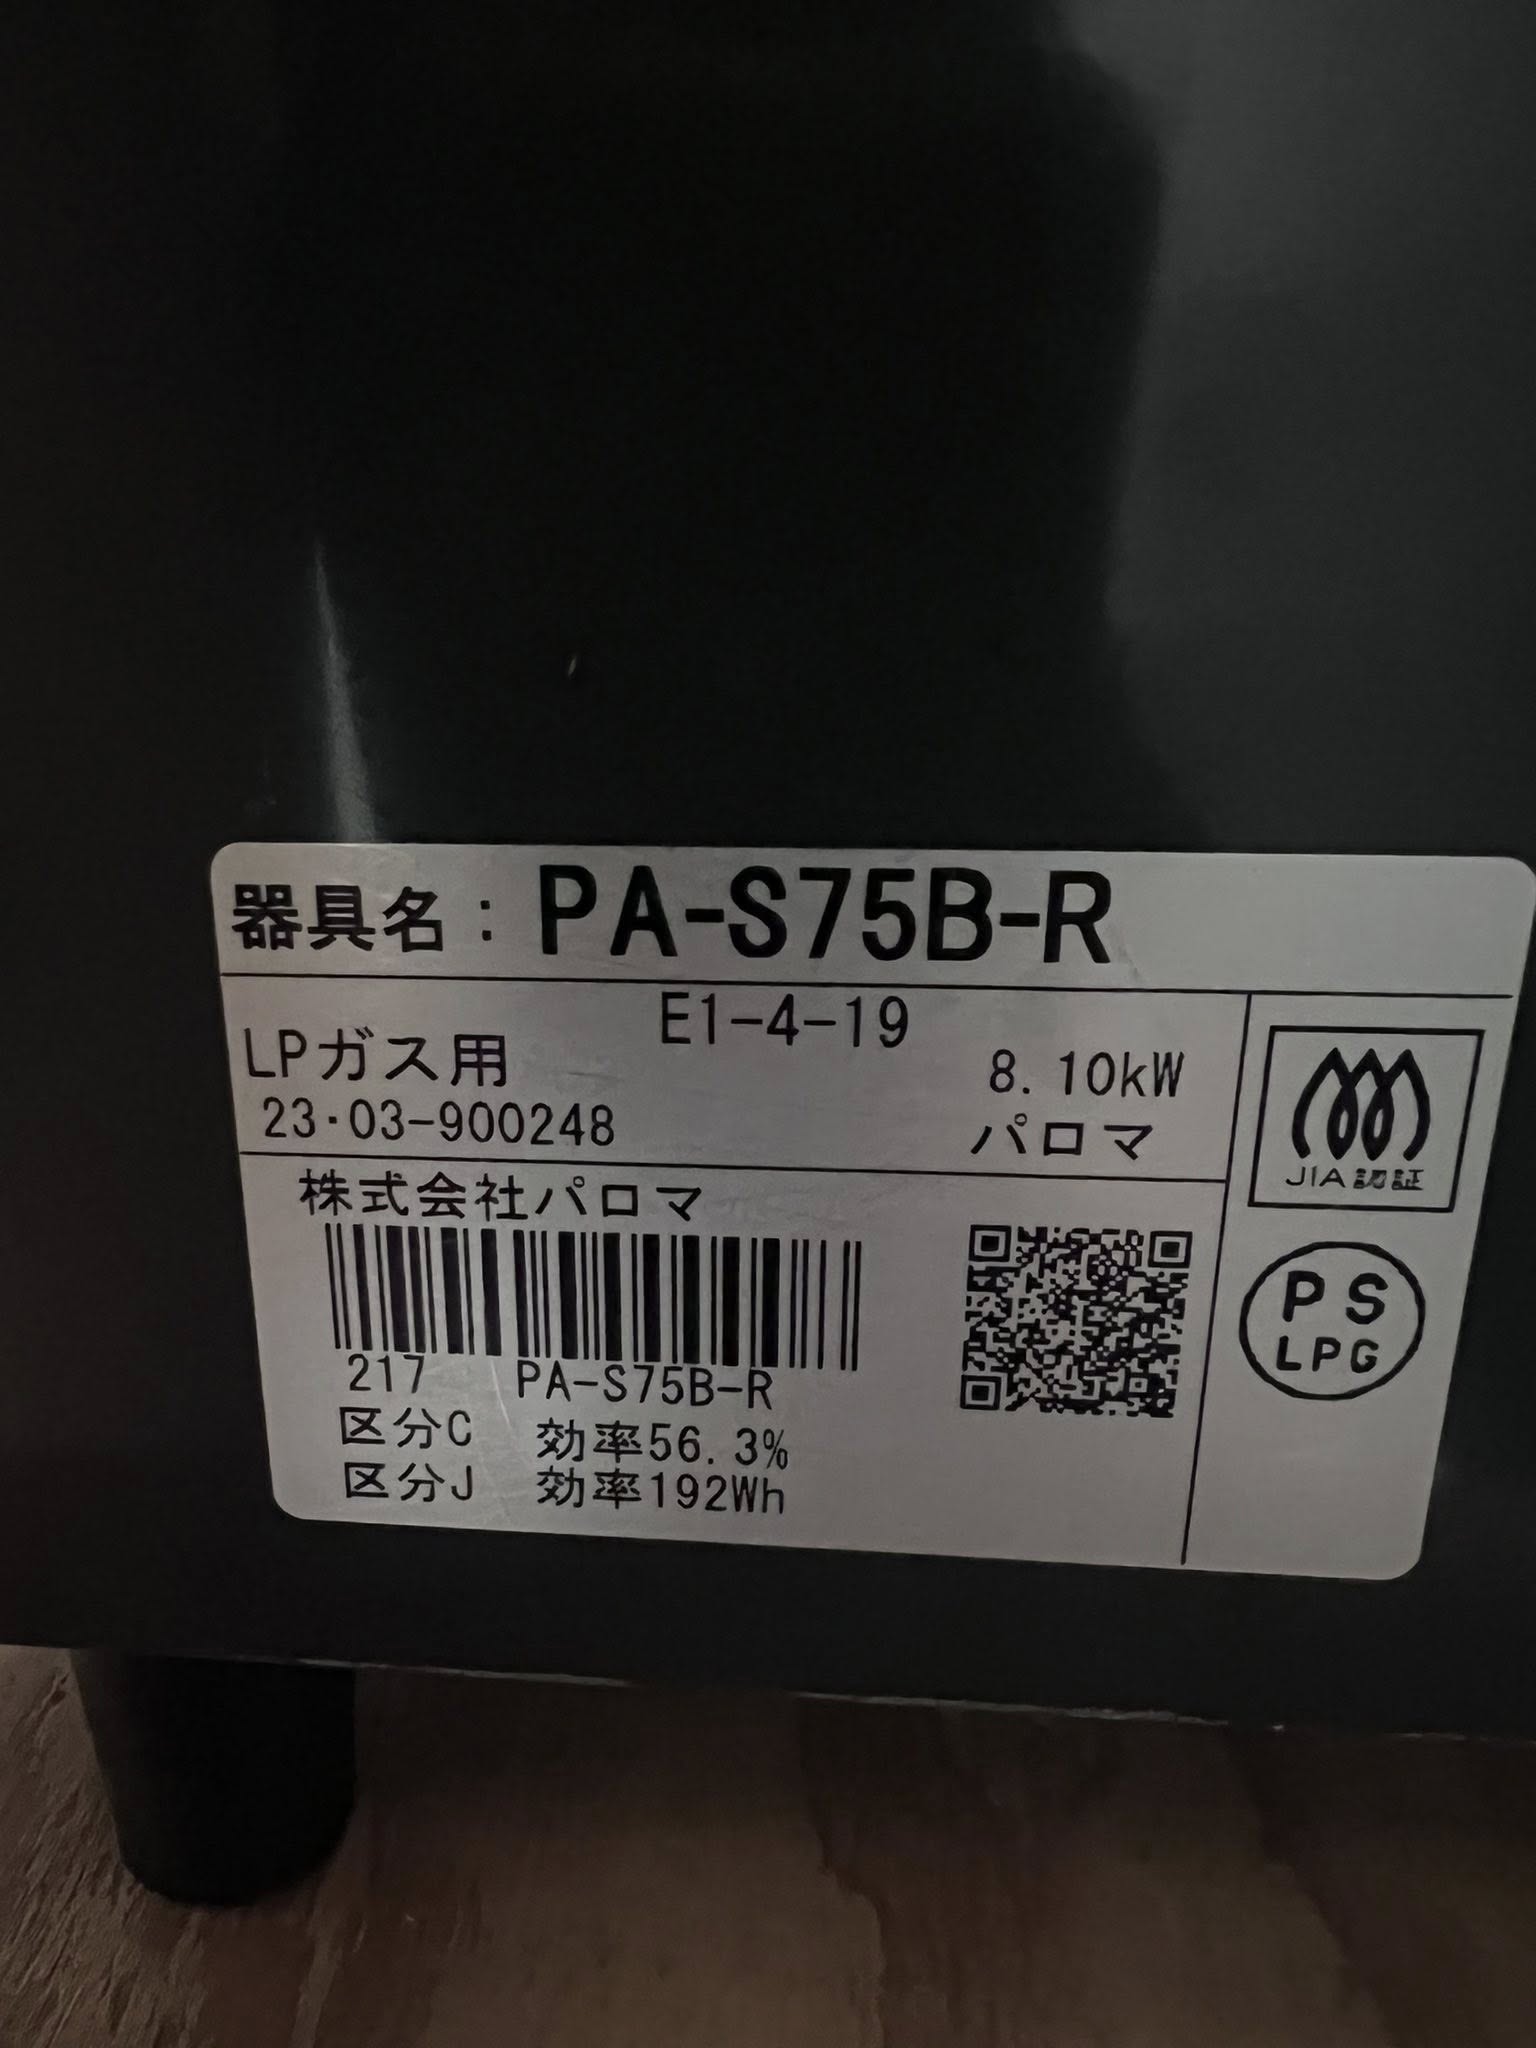 器具名：PA-S75B-R
E1-4-19
LPガス用
8.10kW
23・03-900248
パロマ
株式会社パロマ
217 PA-S75B-R
区分C 効率56.3%
区分J 効率192Wh
JIA認証
PS
LPG